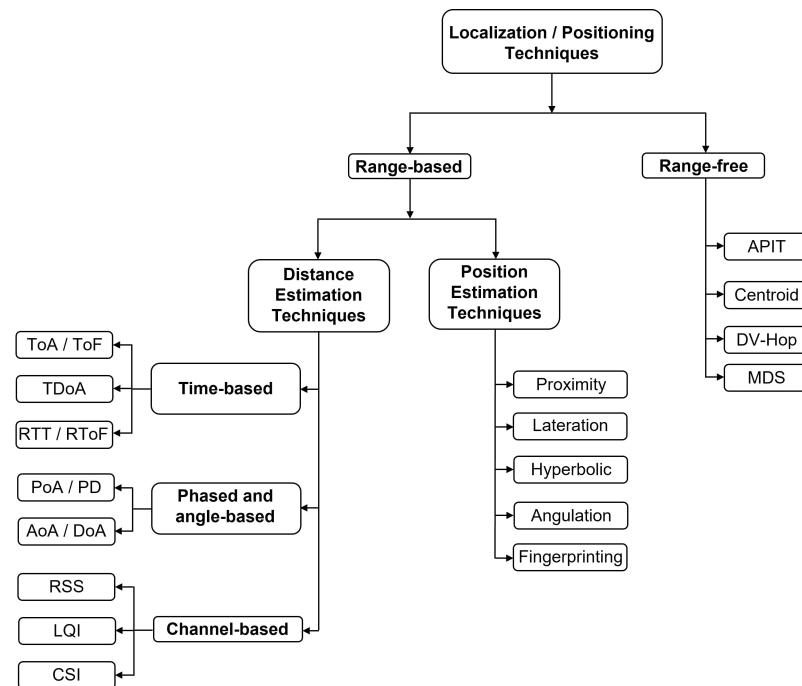 Localization / Positioning
Techniques
Range-based
Range-free
Distance
Estimation
Techniques
Position
Estimation
Techniques
APIT
Centroid
DV-Hop
MDS
ToA / ToF
TDoA
RTT / RToF
Time-based
Proximity
Lateration
Hyperbolic
Angulation
Fingerprinting
PoA / PD
AoA / DoA
Phased and
angle-based
RSS
LQI
CSI
Channel-based